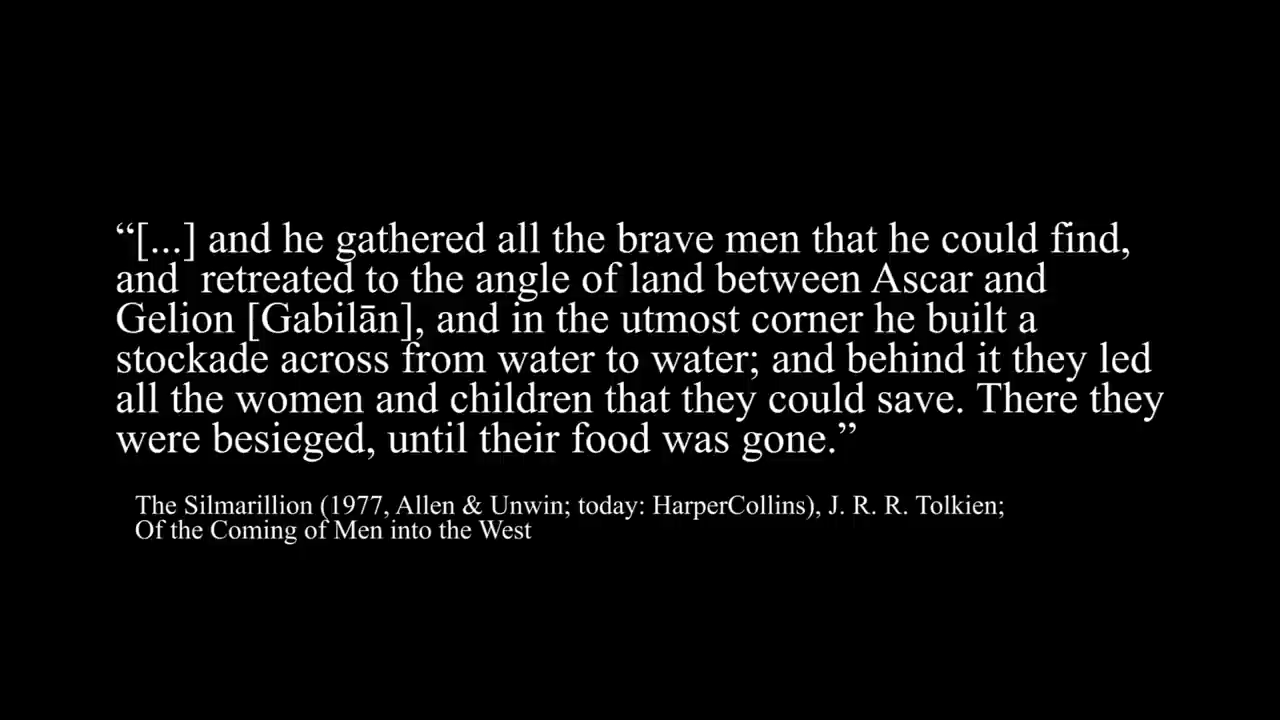 “[...] and he gathered all the brave men that he could find,
and  retreated to the angle of land between Ascar and
Gelion [Gabilān], and in the utmost corner he built a
stockade across from water to water; and behind it they led
all the women and children that they could save. There they
were besieged, until their food was gone.”
The Silmarillion (1977, Allen & Unwin; today: HarperCollins), J. R. R. Tolkien;
Of the Coming of Men into the West